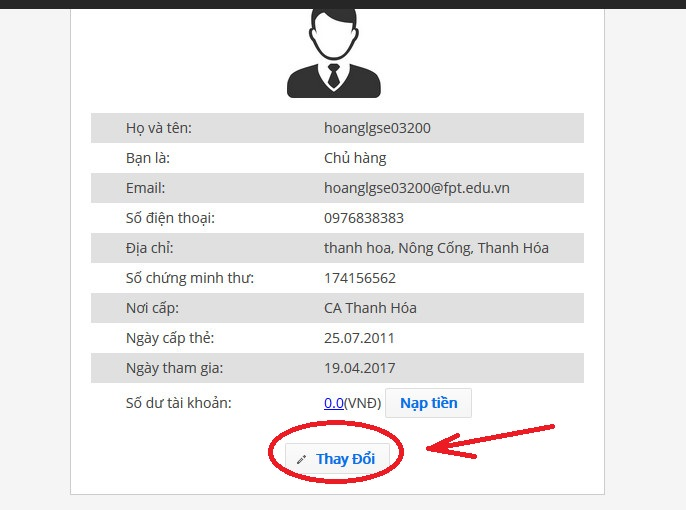 Họ và tên: hoanglgse03200
Bạn là: Chủ hàng
Email: hoanglgse03200@fpt.edu.vn
Số điện thoại: 0976838383
Địa chỉ: thanh hoa, Nông Cống, Thanh Hóa
Số chứng minh thư: 174156562
Nơi cấp: CA Thanh Hóa
Ngày cấp thẻ: 25.07.2011
Ngày tham gia: 19.04.2017
Số dư tài khoản: 0.0(VNĐ) Nạp tiền
Thay Đổi